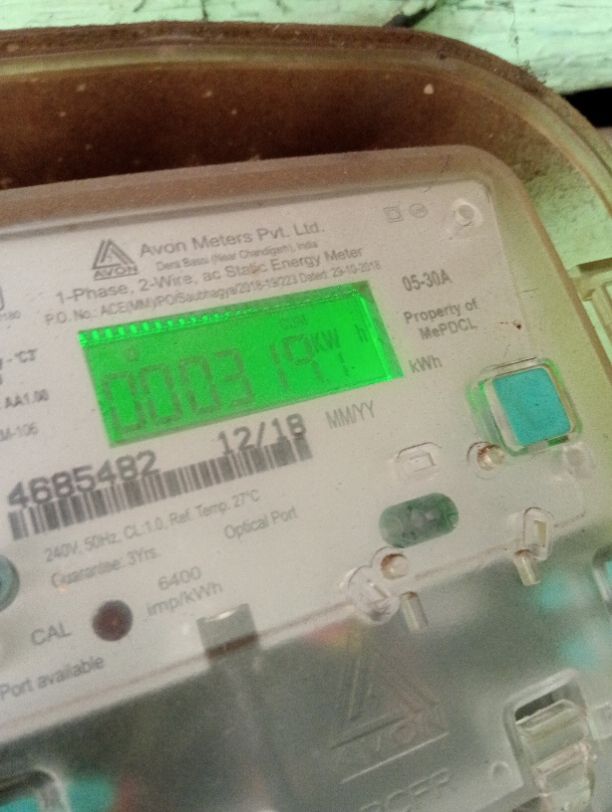 Avon Meters Pvt. Ltd.
AVON
Dera Bassi (Near Chandigarh), India
1-Phase, 2-Wire, ac Static Energy Meter
P.O. No.: ACE(MM)/PO/Saubhagya/2018-19/223 Dated: 29-10-2018
05-30A
Property of
MePDCL
CUM
KW h
000319.
kWh
AA1.00
M-106
12/18
MM/YY
4685482
240V, 50Hz, CL:1.0, Ref. Temp. 27°C
Guarantee: 3Yrs.
Optical Port
6400
imp/kWh
CAL
Port available
AVON